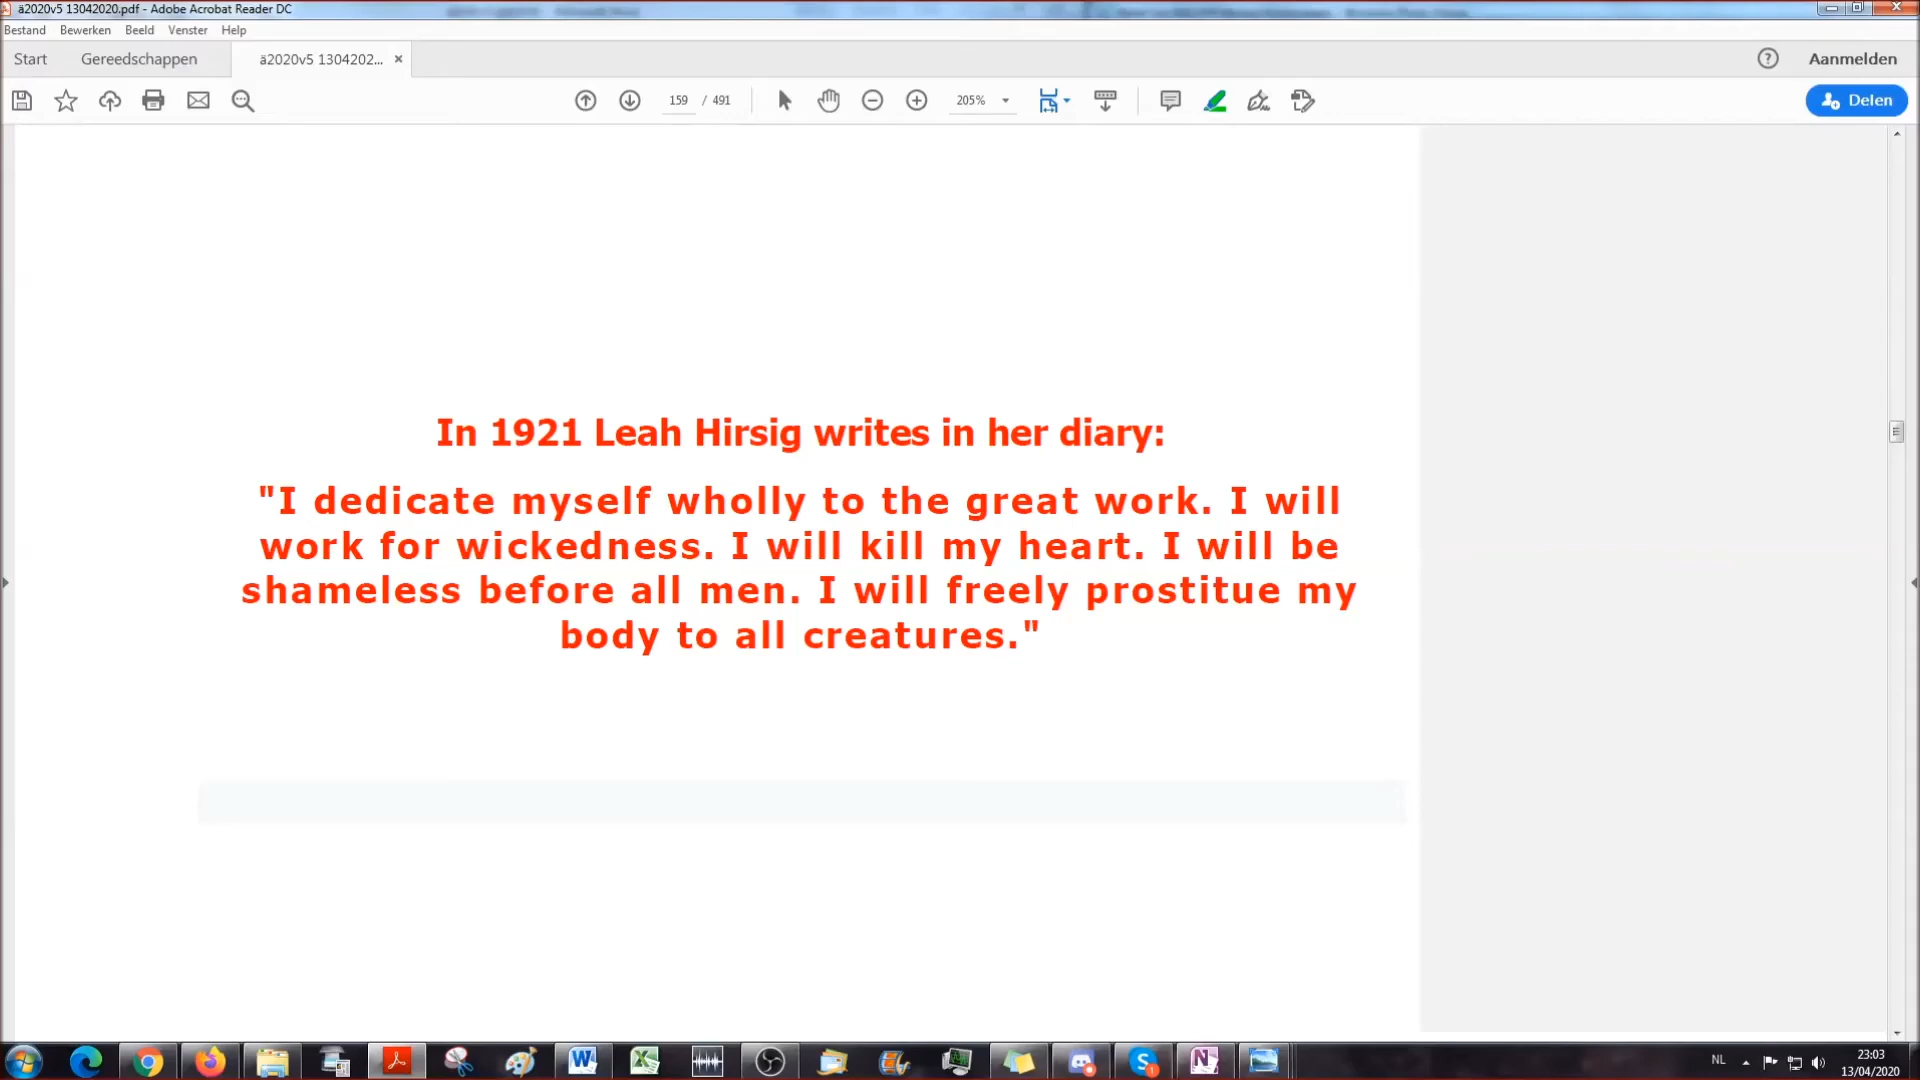 ä2020v5 13042020.pdf - Adobe Acrobat Reader DC
Bestand Bewerken Beeld Venster Help
Start Gereedschappen ä2020v5 1304202... × Aanmelden
159 / 491 205% Delen
In 1921 Leah Hirsig writes in her diary:
"I dedicate myself wholly to the great work. I will
work for wickedness. I will kill my heart. I will be
shameless before all men. I will freely prostitue my
body to all creatures."
NL 23:03
13/04/2020